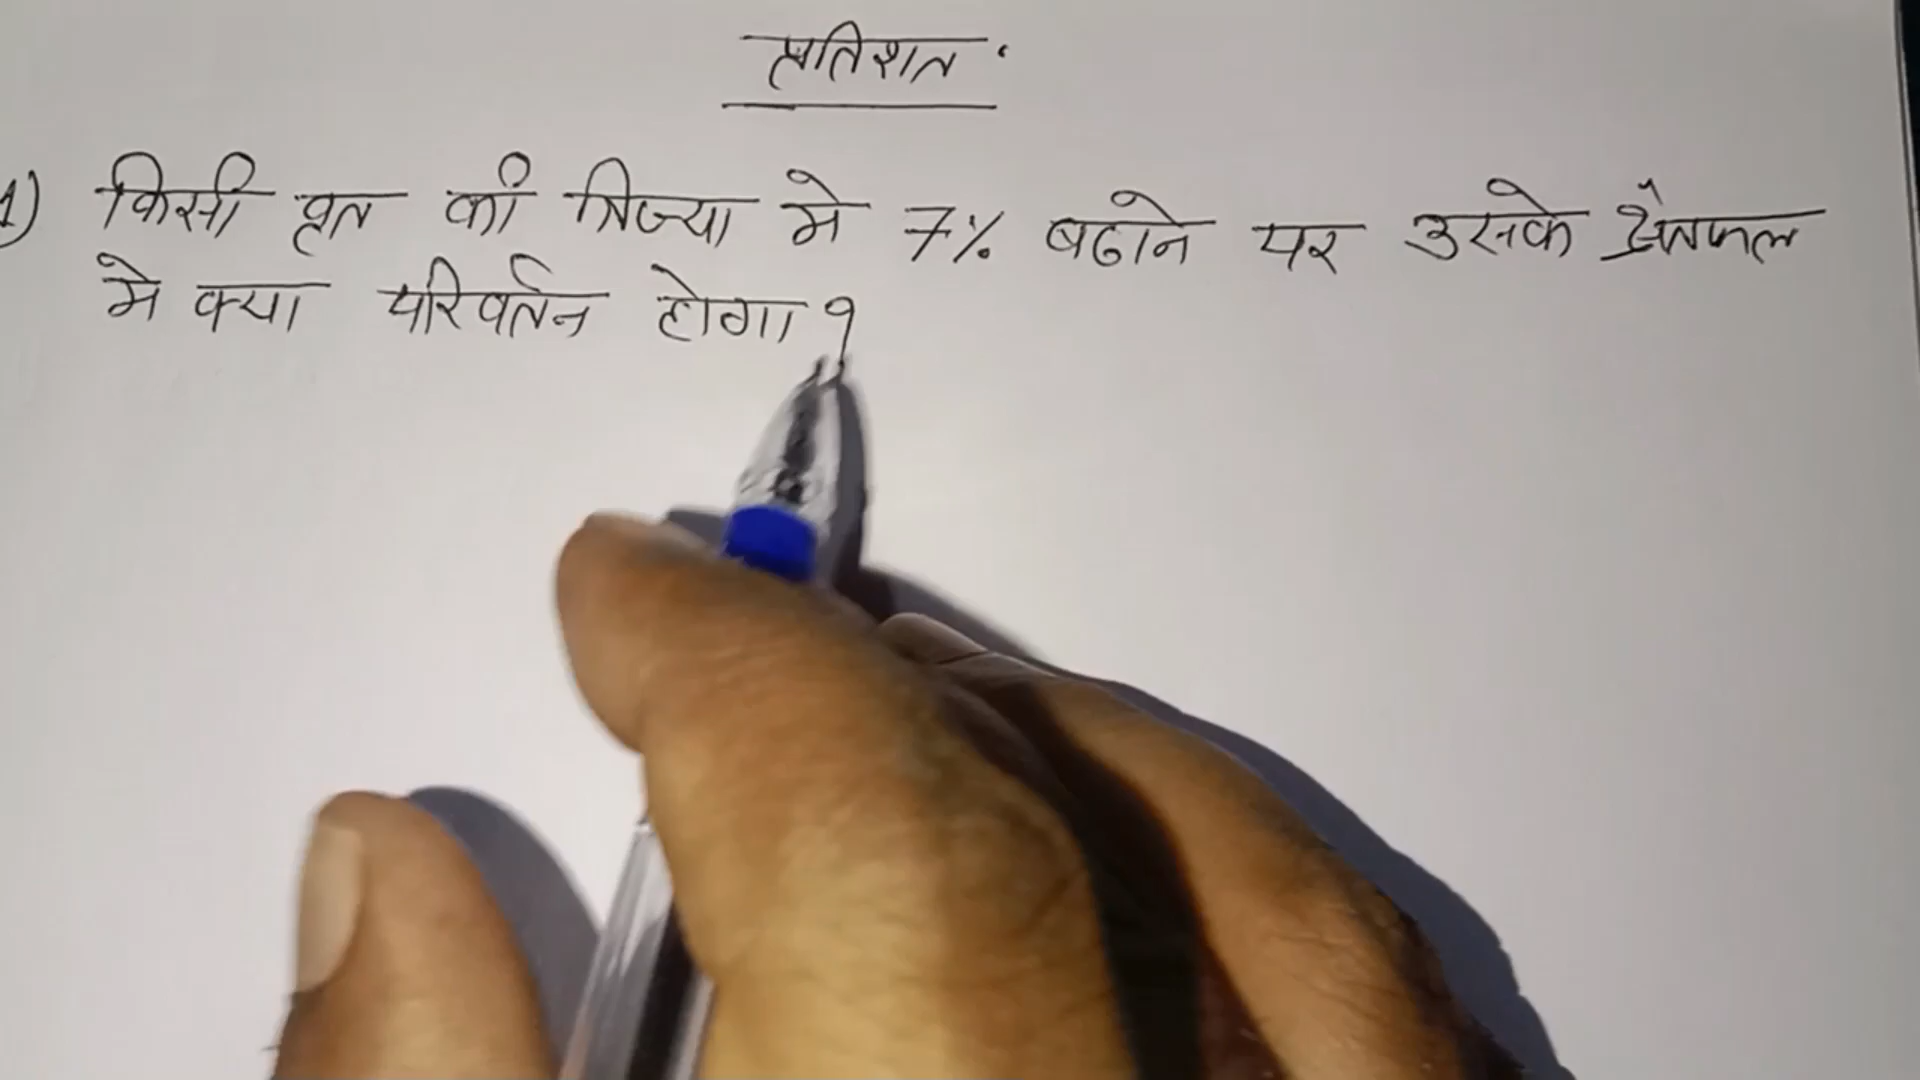 प्रतिशत
1) किसी वृत की त्रिज्या मे 7% बढाने पर उसके क्षेत्रफल
मे क्या परिवर्तन होगा ?